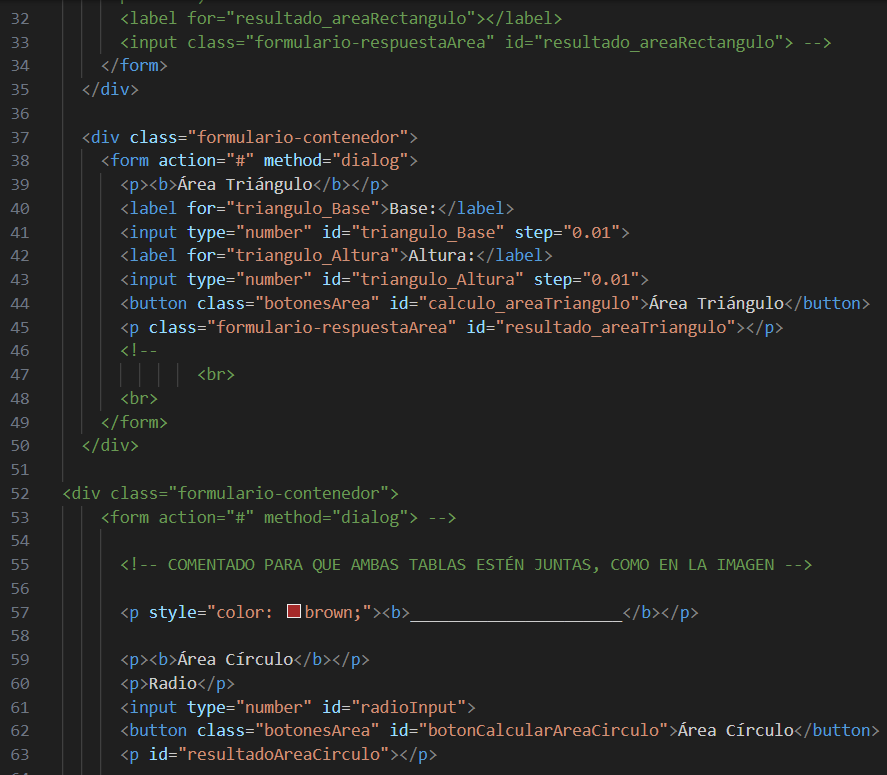 32 <label for="resultado_areaRectangulo"></label>
33 <input class="formulario-respuestaArea" id="resultado_areaRectangulo"> -->
34 </form>
35 </div>
36
37 <div class="formulario-contenedor">
38 <form action="#" method="dialog">
39 <p><b>Área Triángulo</b></p>
40 <label for="triangulo_Base">Base:</label>
41 <input type="number" id="triangulo_Base" step="0.01">
42 <label for="triangulo_Altura">Altura:</label>
43 <input type="number" id="triangulo_Altura" step="0.01">
44 <button class="botonesArea" id="calculo_areaTriangulo">Área Triángulo</button>
45 <p class="formulario-respuestaArea" id="resultado_areaTriangulo"></p>
46 <!--
47 <br>
48 <br>
49 </form>
50 </div>
51
52 <div class="formulario-contenedor">
53 <form action="#" method="dialog"> -->
54
55 <!-- COMENTADO PARA QUE AMBAS TABLAS ESTÉN JUNTAS, COMO EN LA IMAGEN -->
56
57 <p style="color: brown;"><b>______________________</b></p>
58
59 <p><b>Área Círculo</b></p>
60 <p>Radio</p>
61 <input type="number" id="radioInput">
62 <button class="botonesArea" id="botonCalcularAreaCirculo">Área Círculo</button>
63 <p id="resultadoAreaCirculo"></p>